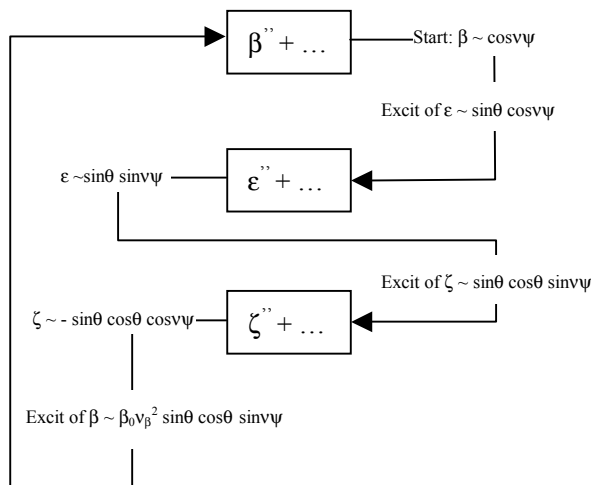 β’’ + …
Start: β ~ cosνψ
Excit of ε ~ sinθ cosνψ
ε ~sinθ sinνψ
ε’’ + …
Excit of ζ ~ sinθ cosθ sinνψ
ζ ~ - sinθ cosθ cosνψ
ζ’’ + …
Excit of β ~ β₀νᵦ² sinθ cosθ sinνψ